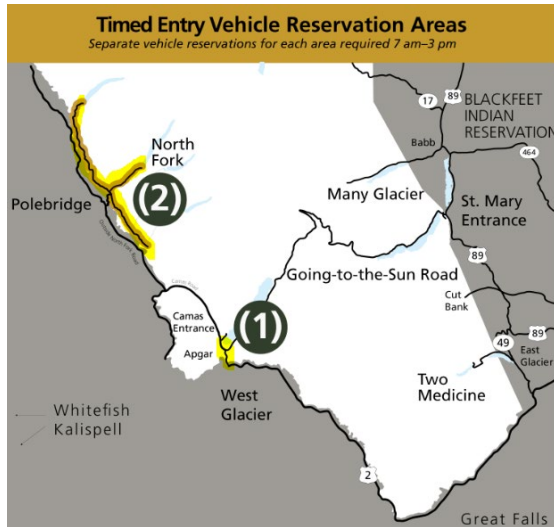 Timed Entry Vehicle Reservation Areas
Separate vehicle reservations for each area required 7 am–3 pm
17
89
BLACKFEET
INDIAN
RESERVATION
Babb
464
North
Fork
(2)
Many Glacier
St. Mary
Entrance
Polebridge
89
Going-to-the-Sun Road
Cut
Bank
Camas
Entrance
(1)
49
89
Apgar
East
Glacier
West
Glacier
Two
Medicine
Whitefish
Kalispell
2
Great Falls